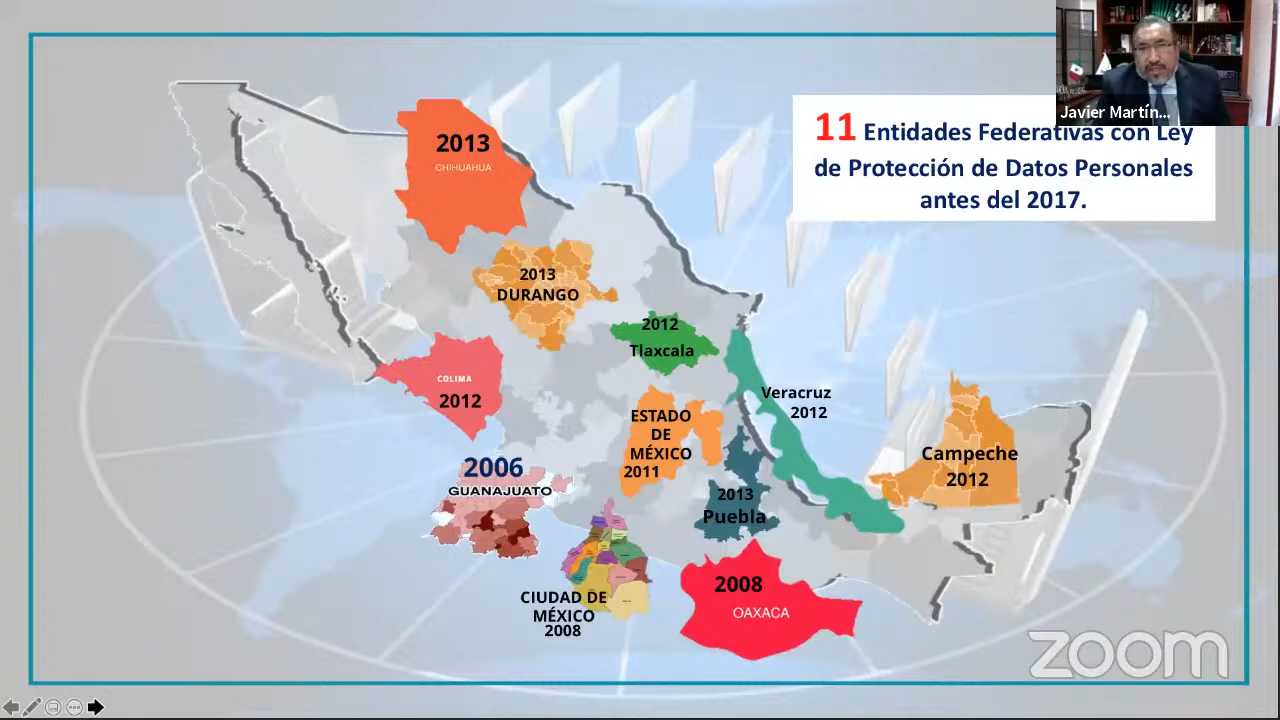 Javier Martín...
11 Entidades Federativas con Ley
de Protección de Datos Personales
antes del 2017.
2013
CHIHUAHUA
2013
DURANGO
2012
Tlaxcala
COLIMA
2012
Veracruz
2012
ESTADO
DE
MÉXICO
2011
Campeche
2012
2006
GUANAJUATO
2013
Puebla
2008
OAXACA
CIUDAD DE
MÉXICO
2008
zoom